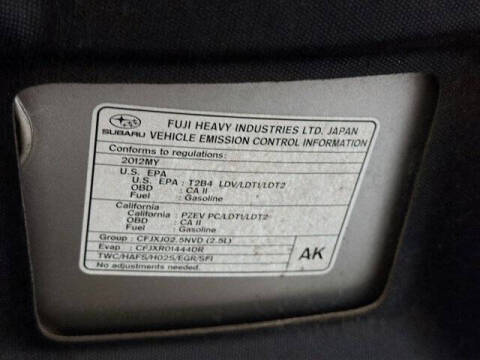 SUBARU
FUJI HEAVY INDUSTRIES LTD. JAPAN
VEHICLE EMISSION CONTROL INFORMATION
Conforms to regulations:
2012MY
U.S. EPA
U.S. EPA : T2B4 LDV/LDT1/LDT2
OBD : CA II
Fuel : Gasoline
California
California : PZEV PC/LDT1/LDT2
OBD : CA II
Fuel : Gasoline
Group : CFJXJ02.5NVD (2.5L)
Evap : CFJXR01444DR
TWC/HAFS/HO2S/EGR/SFI
No adjustments needed.
AK